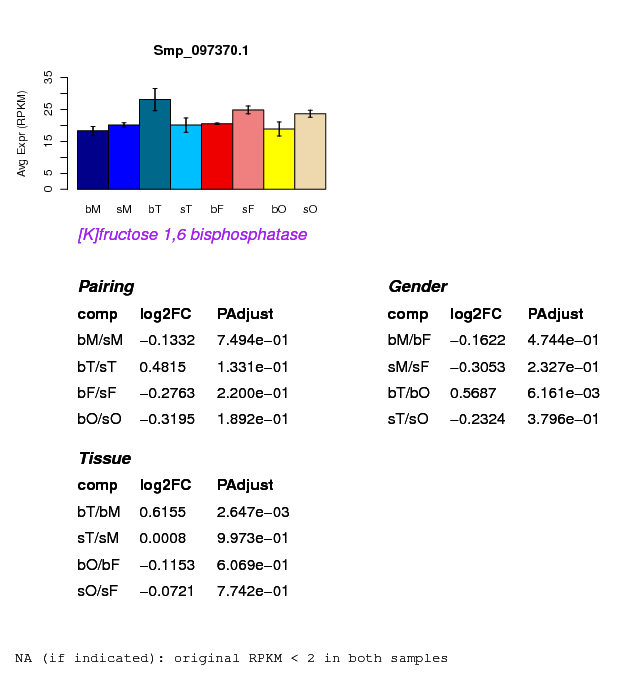 Smp_097370.1
Avg Expr (RPKM)
0 5 15 25 35
bM sM bT sT bF sF bO sO
[K]fructose 1,6 bisphosphatase
Pairing
comp log2FC PAdjust
bM/sM −0.1332 7.494e−01
bT/sT 0.4815 1.331e−01
bF/sF −0.2763 2.200e−01
bO/sO −0.3195 1.892e−01
Gender
comp log2FC PAdjust
bM/bF −0.1622 4.744e−01
sM/sF −0.3053 2.327e−01
bT/bO 0.5687 6.161e−03
sT/sO −0.2324 3.796e−01
Tissue
comp log2FC PAdjust
bT/bM 0.6155 2.647e−03
sT/sM 0.0008 9.973e−01
bO/bF −0.1153 6.069e−01
sO/sF −0.0721 7.742e−01
NA (if indicated): original RPKM < 2 in both samples